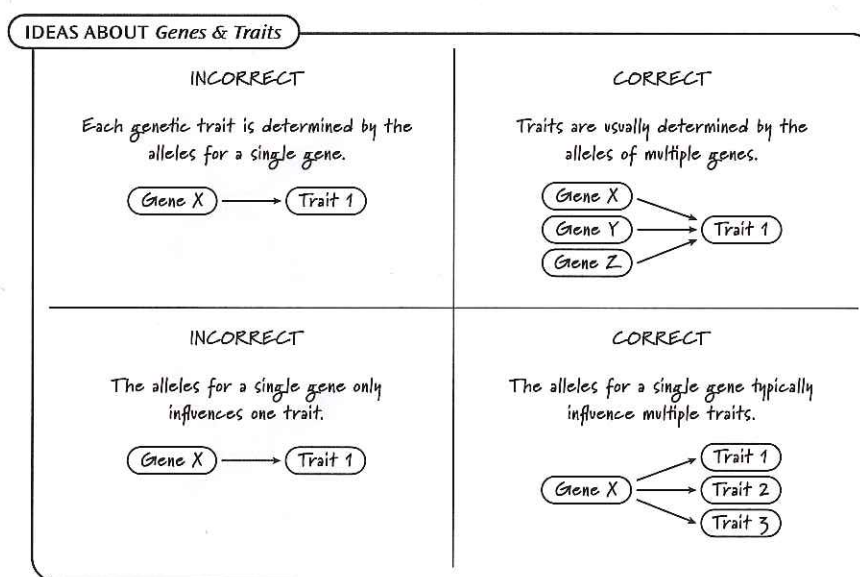 IDEAS ABOUT Genes & Traits
INCORRECT
Each genetic trait is determined by the
alleles for a single gene.
Gene X
Trait 1
CORRECT
Traits are usually determined by the
alleles of multiple genes.
Gene X
Gene Y
Gene Z
Trait 1
INCORRECT
The alleles for a single gene only
influences one trait.
Gene X
Trait 1
CORRECT
The alleles for a single gene typically
influence multiple traits.
Gene X
Trait 1
Trait 2
Trait 3